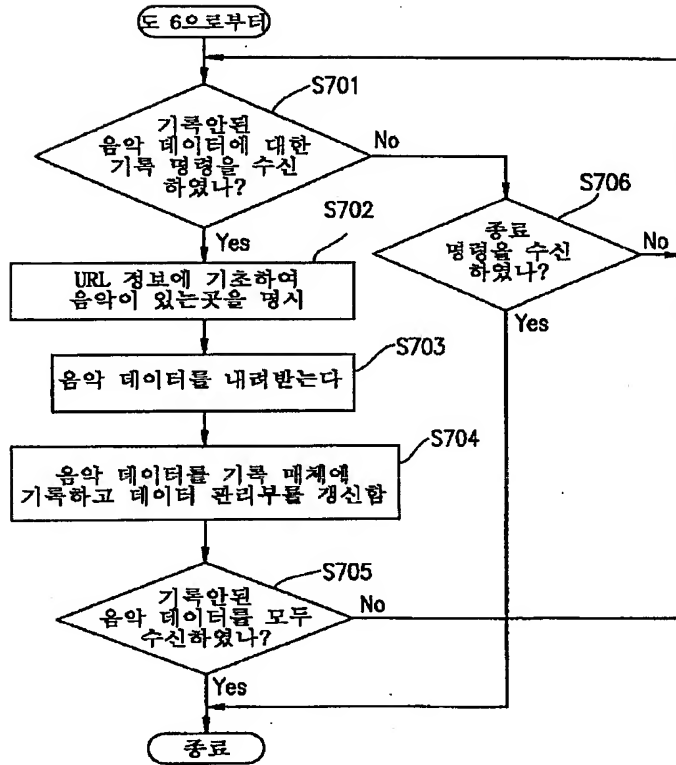 도 6으로부터
S701
기록안된
음악 데이터에 대한
기록 명령을 수신
하였나?
No
Yes
S706
종료
명령을 수신
하였나?
No
Yes
S702
URL 정보에 기초하여
음악이 있는곳을 명시
S703
음악 데이터를 내려받는다
S704
음악 데이터를 기록 매체에
기록하고 데이터 관리부를 갱신함
S705
기록안된
음악 데이터를 모두
수신하였나?
No
Yes
종료